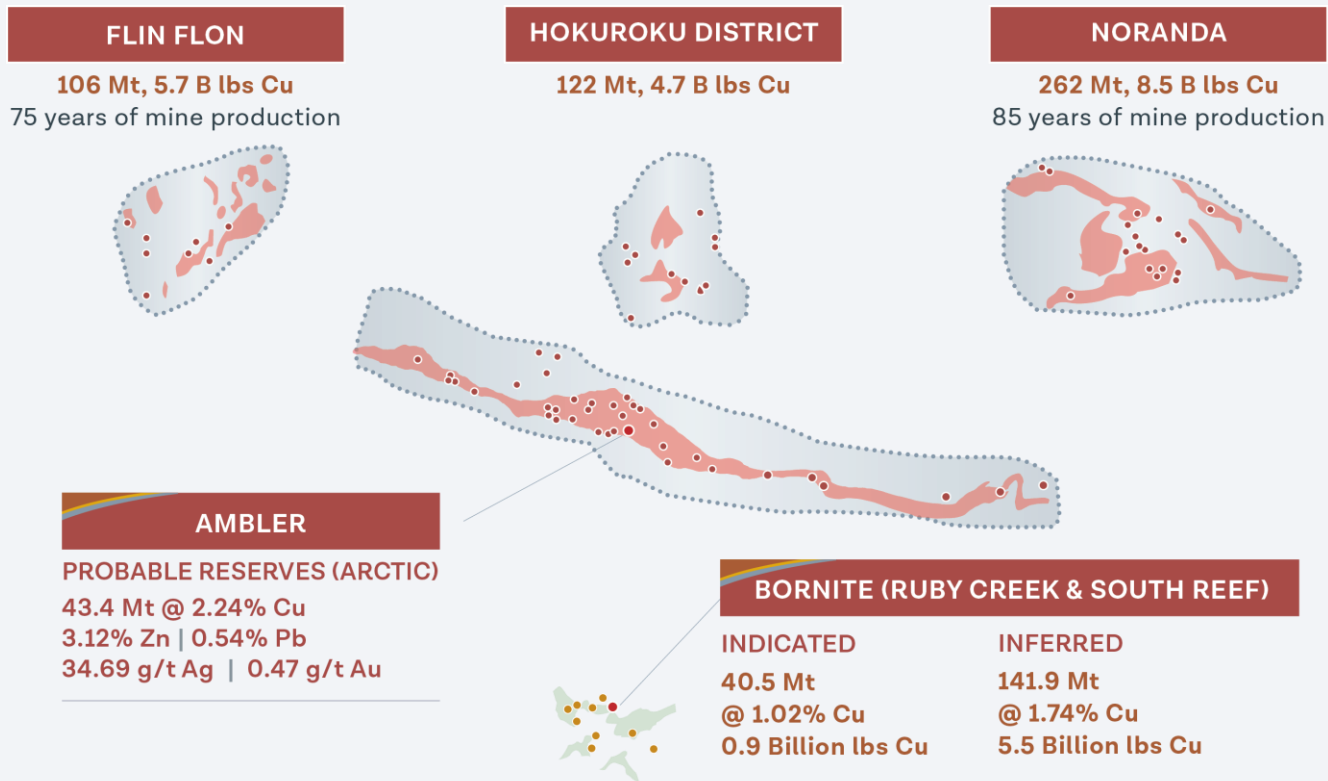 FLIN FLON
106 Mt, 5.7 B lbs Cu
75 years of mine production
HOKUROKU DISTRICT
122 Mt, 4.7 B lbs Cu
NORANDA
262 Mt, 8.5 B lbs Cu
85 years of mine production
AMBLER
PROBABLE RESERVES (ARCTIC)
43.4 Mt @ 2.24% Cu
3.12% Zn | 0.54% Pb
34.69 g/t Ag | 0.47 g/t Au
BORNITE (RUBY CREEK & SOUTH REEF)
INDICATED
40.5 Mt
@ 1.02% Cu
0.9 Billion lbs Cu
INFERRED
141.9 Mt
@ 1.74% Cu
5.5 Billion lbs Cu